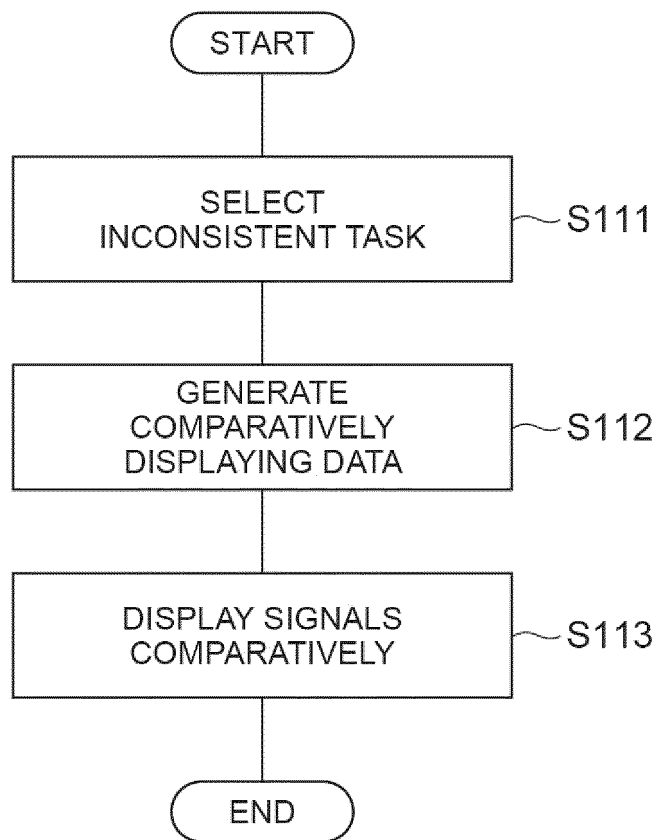 START
SELECT
INCONSISTENT TASK
S111
GENERATE
COMPARATIVELY
DISPLAYING DATA
S112
DISPLAY SIGNALS
COMPARATIVELY
S113
END